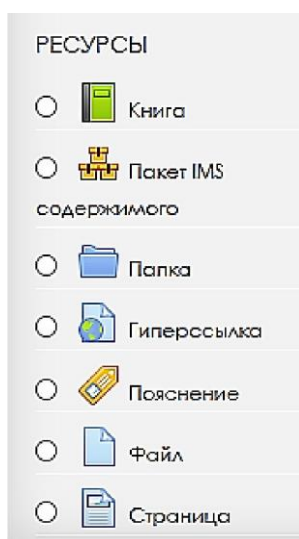 РЕСУРСЫ
Книга
Пакет IMS
содержимого
Папка
Гиперссылка
Пояснение
Файл
Страница